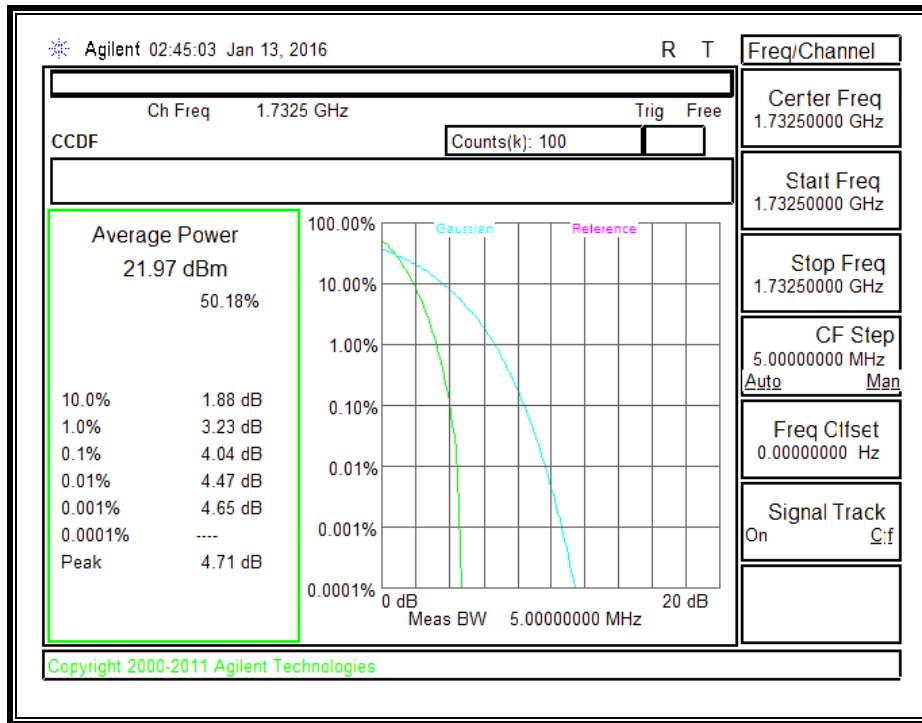 Agilent 02:45:03 Jan 13, 2016 R T
Freq/Channel
Ch Freq 1.7325 GHz Trig Free
CCDF Counts(k): 100
Average Power
21.97 dBm
50.18%
10.0% 1.88 dB
1.0% 3.23 dB
0.1% 4.04 dB
0.01% 4.47 dB
0.001% 4.65 dB
0.0001% ----
Peak 4.71 dB
Gaussian Reference
100.00%
10.00%
1.00%
0.10%
0.01%
0.001%
0.0001%
0 dB 20 dB
Meas BW 5.00000000 MHz
Center Freq
1.73250000 GHz
Start Freq
1.73250000 GHz
Stop Freq
1.73250000 GHz
CF Step
5.00000000 MHz
Auto Man
Freq Offset
0.00000000 Hz
Signal Track
On Off
Copyright 2000-2011 Agilent Technologies